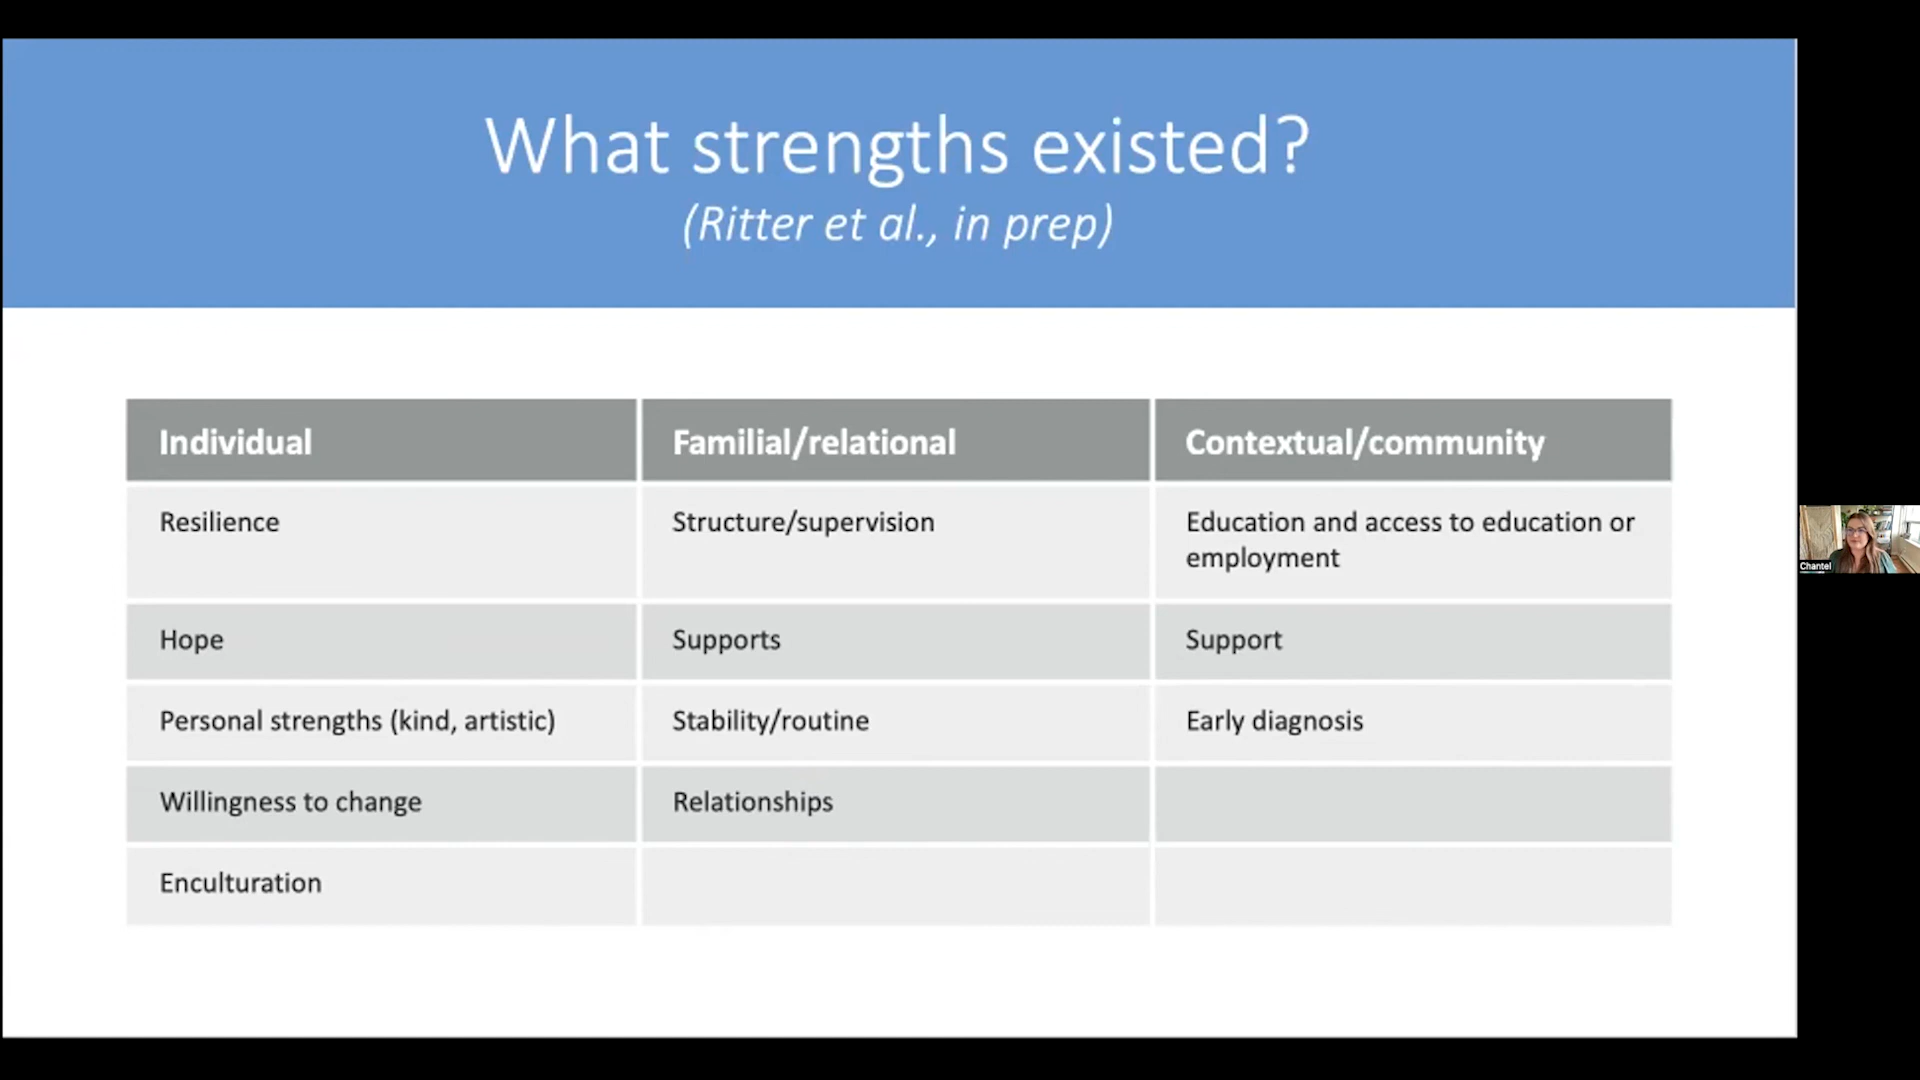 What strengths existed?
(Ritter et al., in prep)
Individual
Familial/relational
Contextual/community
Resilience
Structure/supervision
Education and access to education or
employment
Hope
Supports
Support
Personal strengths (kind, artistic)
Stability/routine
Early diagnosis
Willingness to change
Relationships
Enculturation
Chantel